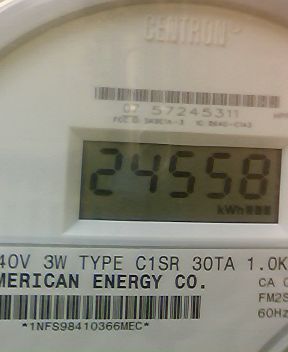 CENTRON
07 57245311
24558
kWh
40V 3W TYPE C1SR 30TA 1.0K
MERICAN ENERGY CO.
CA
FM2S
60Hz
*1NFS98410366MEC*